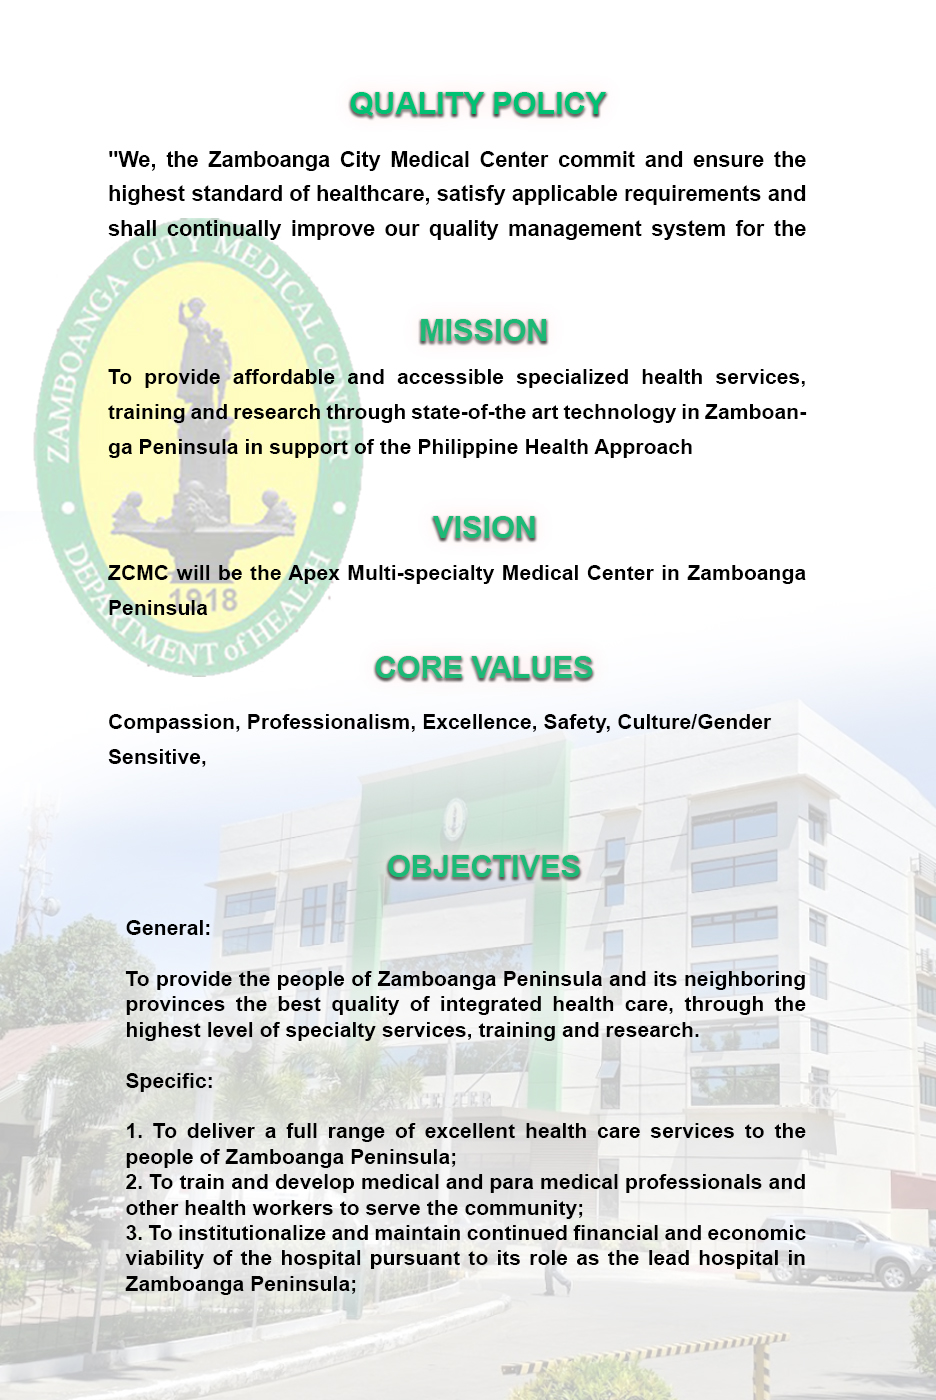 QUALITY POLICY
"We, the Zamboanga City Medical Center commit and ensure the
highest standard of healthcare, satisfy applicable requirements and
shall continually improve our quality management system for the
ZAMBOANGA CITY MEDICAL CENTER
MISSION
To provide affordable and accessible specialized health services,
training and research through state-of-the art technology in Zamboan-
ga Peninsula in support of the Philippine Health Approach
VISION
ZCMC will be the Apex Multi-specialty Medical Center in Zamboanga
Peninsula
1918
DEPARTMENT of HEALTH
CORE VALUES
Compassion, Professionalism, Excellence, Safety, Culture/Gender
Sensitive,
OBJECTIVES
General:
To provide the people of Zamboanga Peninsula and its neighboring
provinces the best quality of integrated health care, through the
highest level of specialty services, training and research.
Specific:
CENTER
1. To deliver a full range of excellent health care services to the
people of Zamboanga Peninsula;
2. To train and develop medical and para medical professionals and
other health workers to serve the community;
3. To institutionalize and maintain continued financial and economic
viability of the hospital pursuant to its role as the lead hospital in
Zamboanga Peninsula;